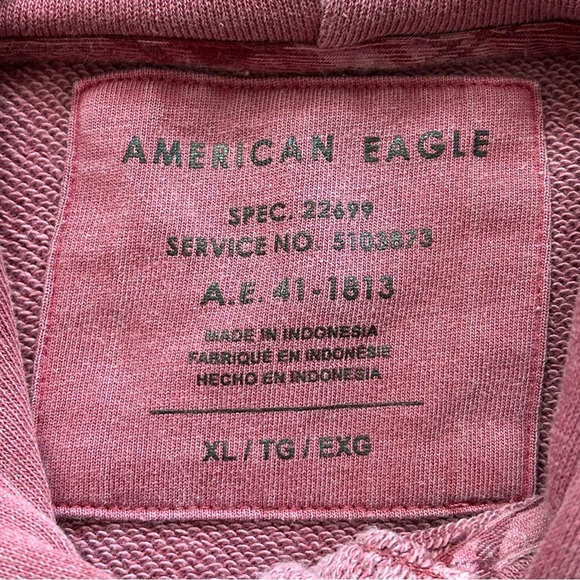 AMERICAN EAGLE
SPEC. 22699
SERVICE NO. 5103873
A.E. 41-1813
MADE IN INDONESIA
FABRIQUÉ EN INDONÉSIE
HECHO EN INDONESIA
XL / TG / EXG